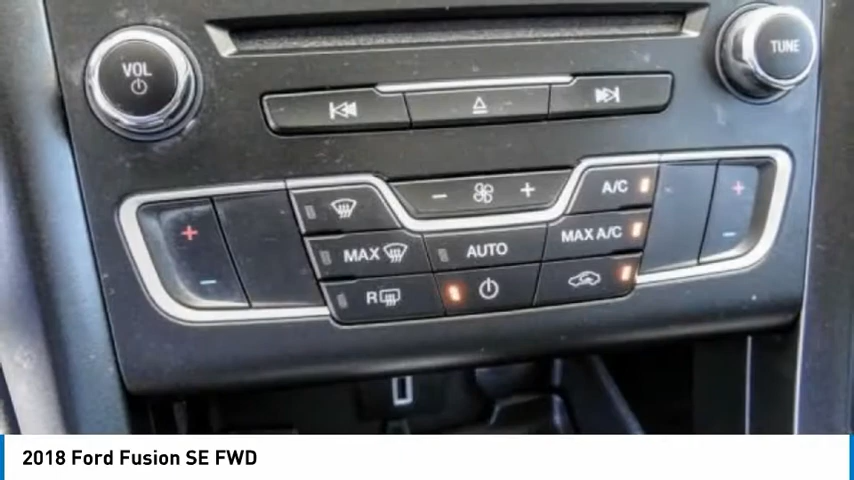 VOL
TUNE
− +
A/C
+
+
MAX
AUTO
MAX A/C
−
−
R
2018 Ford Fusion SE FWD